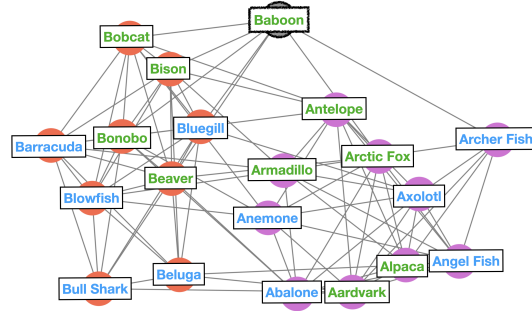 Baboon
Bobcat
Bison
Antelope
Bluegill
Bonobo
Archer Fish
Barracuda
Arctic Fox
Armadillo
Beaver
Axolotl
Blowfish
Anemone
Angel Fish
Alpaca
Beluga
Bull Shark
Abalone
Aardvark